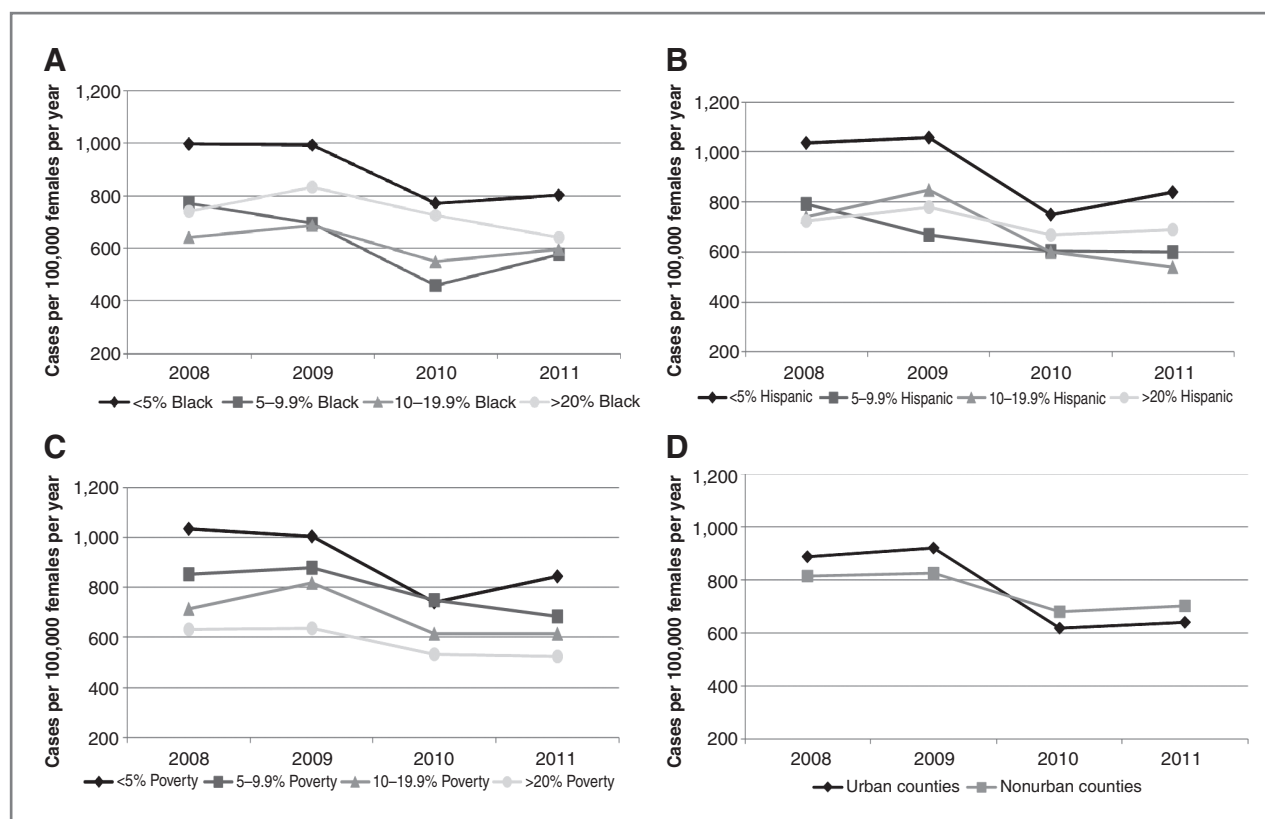 A
Cases per 100,000 females per year
1,200
1,000
800
600
400
200
2008 2009 2010 2011
<5% Black 5–9.9% Black 10–19.9% Black >20% Black
B
Cases per 100,000 females per year
1,200
1,000
800
600
400
200
2008 2009 2010 2011
<5% Hispanic 5–9.9% Hispanic 10–19.9% Hispanic >20% Hispanic
C
Cases per 100,000 females per year
1,200
1,000
800
600
400
200
2008 2009 2010 2011
<5% Poverty 5–9.9% Poverty 10–19.9% Poverty >20% Poverty
D
Cases per 100,000 females per year
1,200
1,000
800
600
400
200
2008 2009 2010 2011
Urban counties Nonurban counties